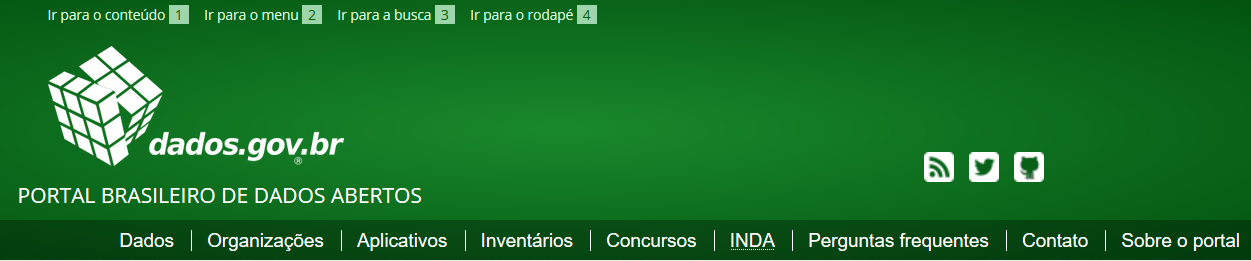 Ir para o conteúdo 1 Ir para o menu 2 Ir para a busca 3 Ir para o rodapé 4
dados.gov.br
®
PORTAL BRASILEIRO DE DADOS ABERTOS
Dados Organizações Aplicativos Inventários Concursos INDA Perguntas frequentes Contato Sobre o portal